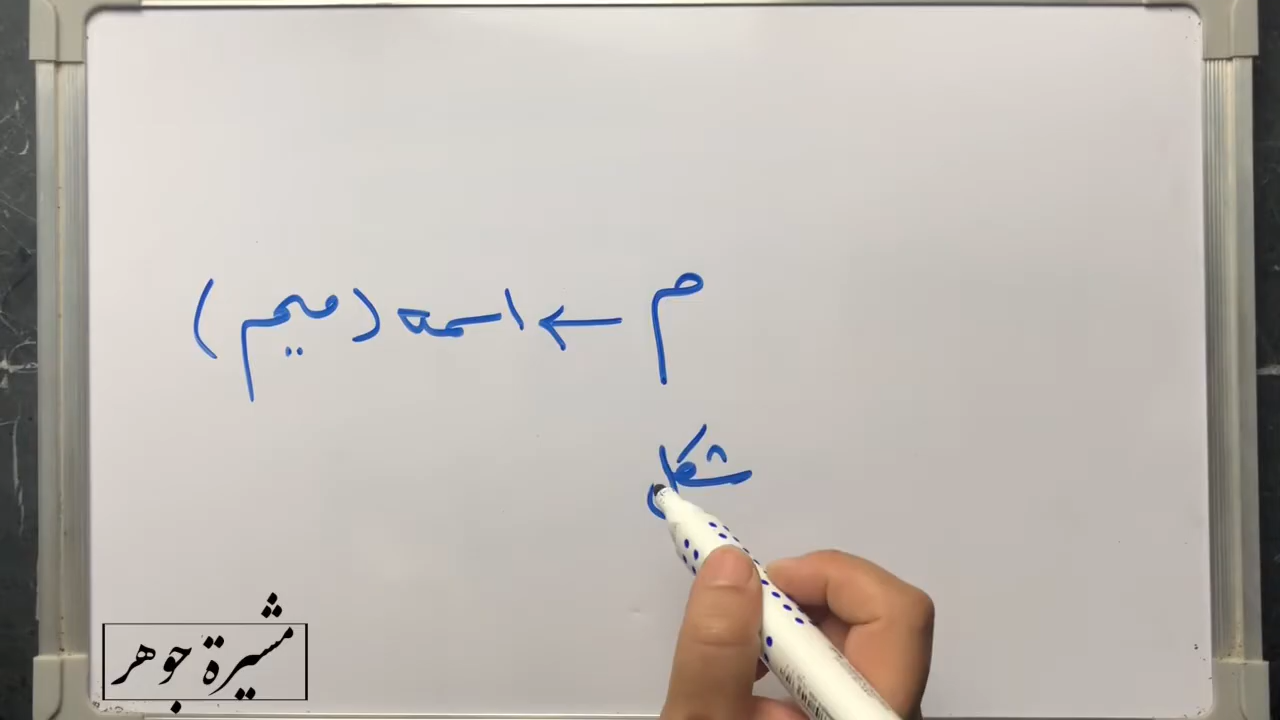 م ← اسمه (ميم)
شكل
مشيرة جوهر